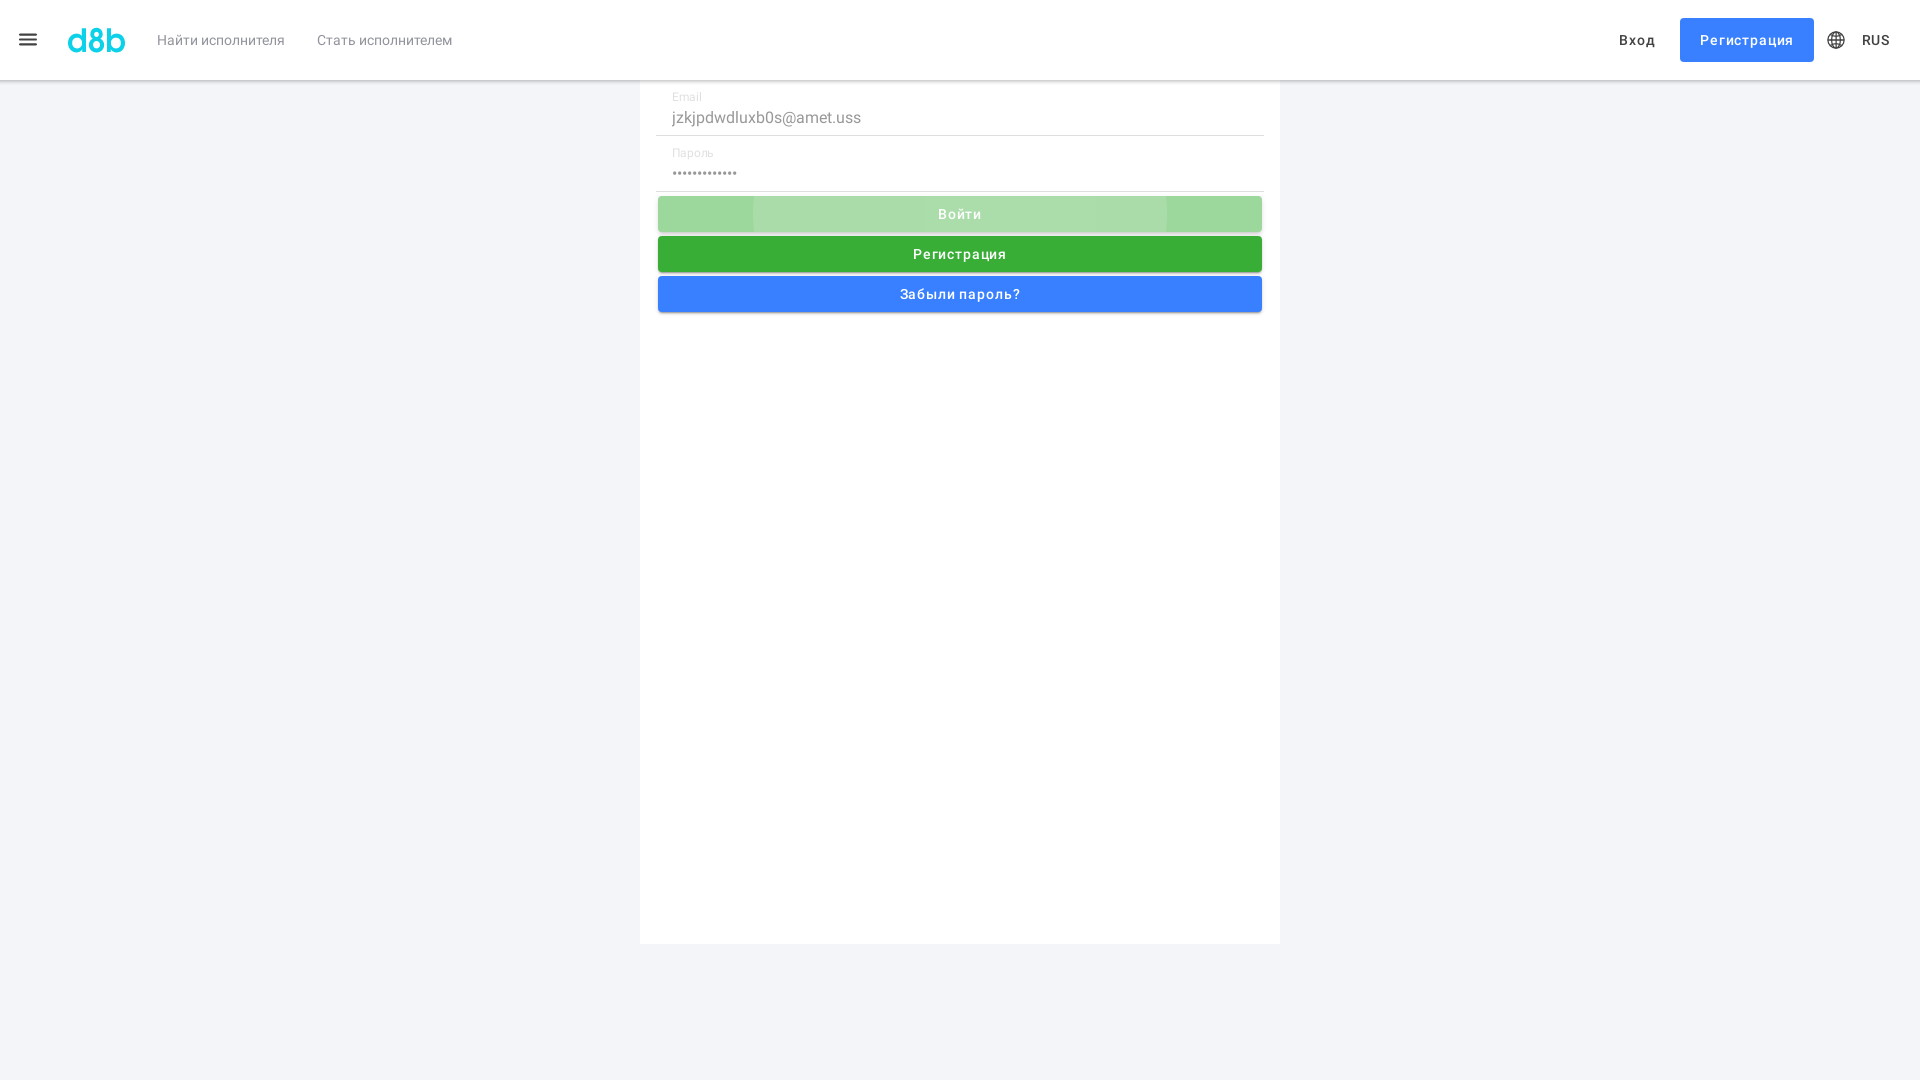 d8b
Найти исполнителя
Стать исполнителем
Вход
Регистрация
RUS
Email
jzkjpdwdluxb0s@amet.uss
Пароль
•••••••••••••
Войти
Регистрация
Забыли пароль?